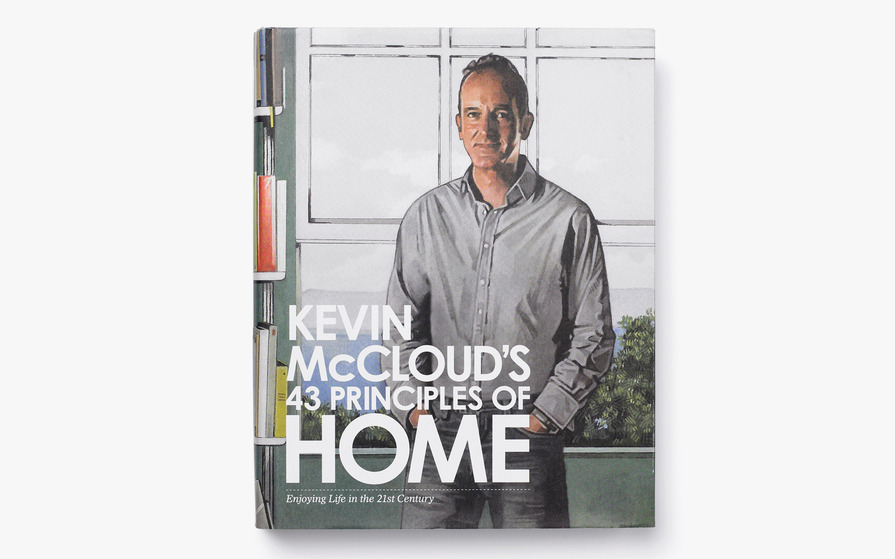 KEVIN
McCLOUD'S
43 PRINCIPLES OF
HOME
Enjoying Life in the 21st Century